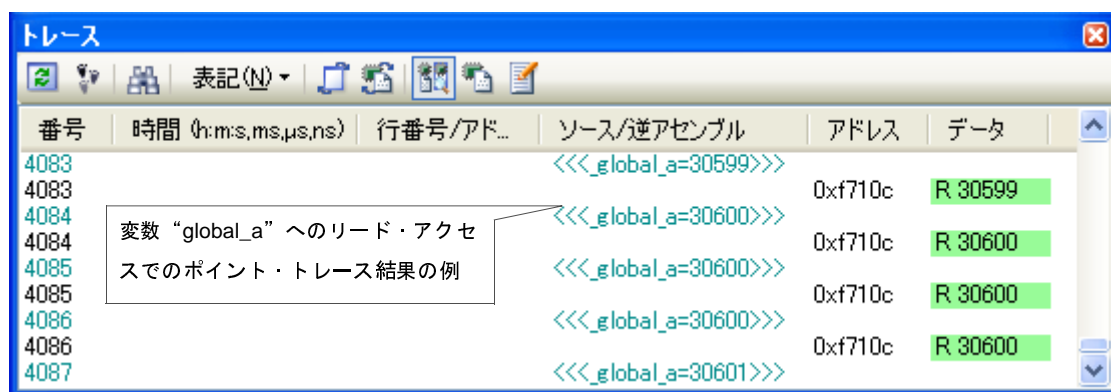 トレース
表記(N)
番号 時間 (h:m:s,ms,μs,ns) 行番号/アド... ソース/逆アセンブル アドレス データ
4083 <<<_global_a=30599>>>
4083 0xf710c R 30599
4084 <<<_global_a=30600>>>
4084 0xf710c R 30600
4085 <<<_global_a=30600>>>
4085 0xf710c R 30600
4086 <<<_global_a=30600>>>
4086 0xf710c R 30600
4087 <<<_global_a=30601>>>
変数“global_a”へのリード・アクセ
スでのポイント・トレース結果の例